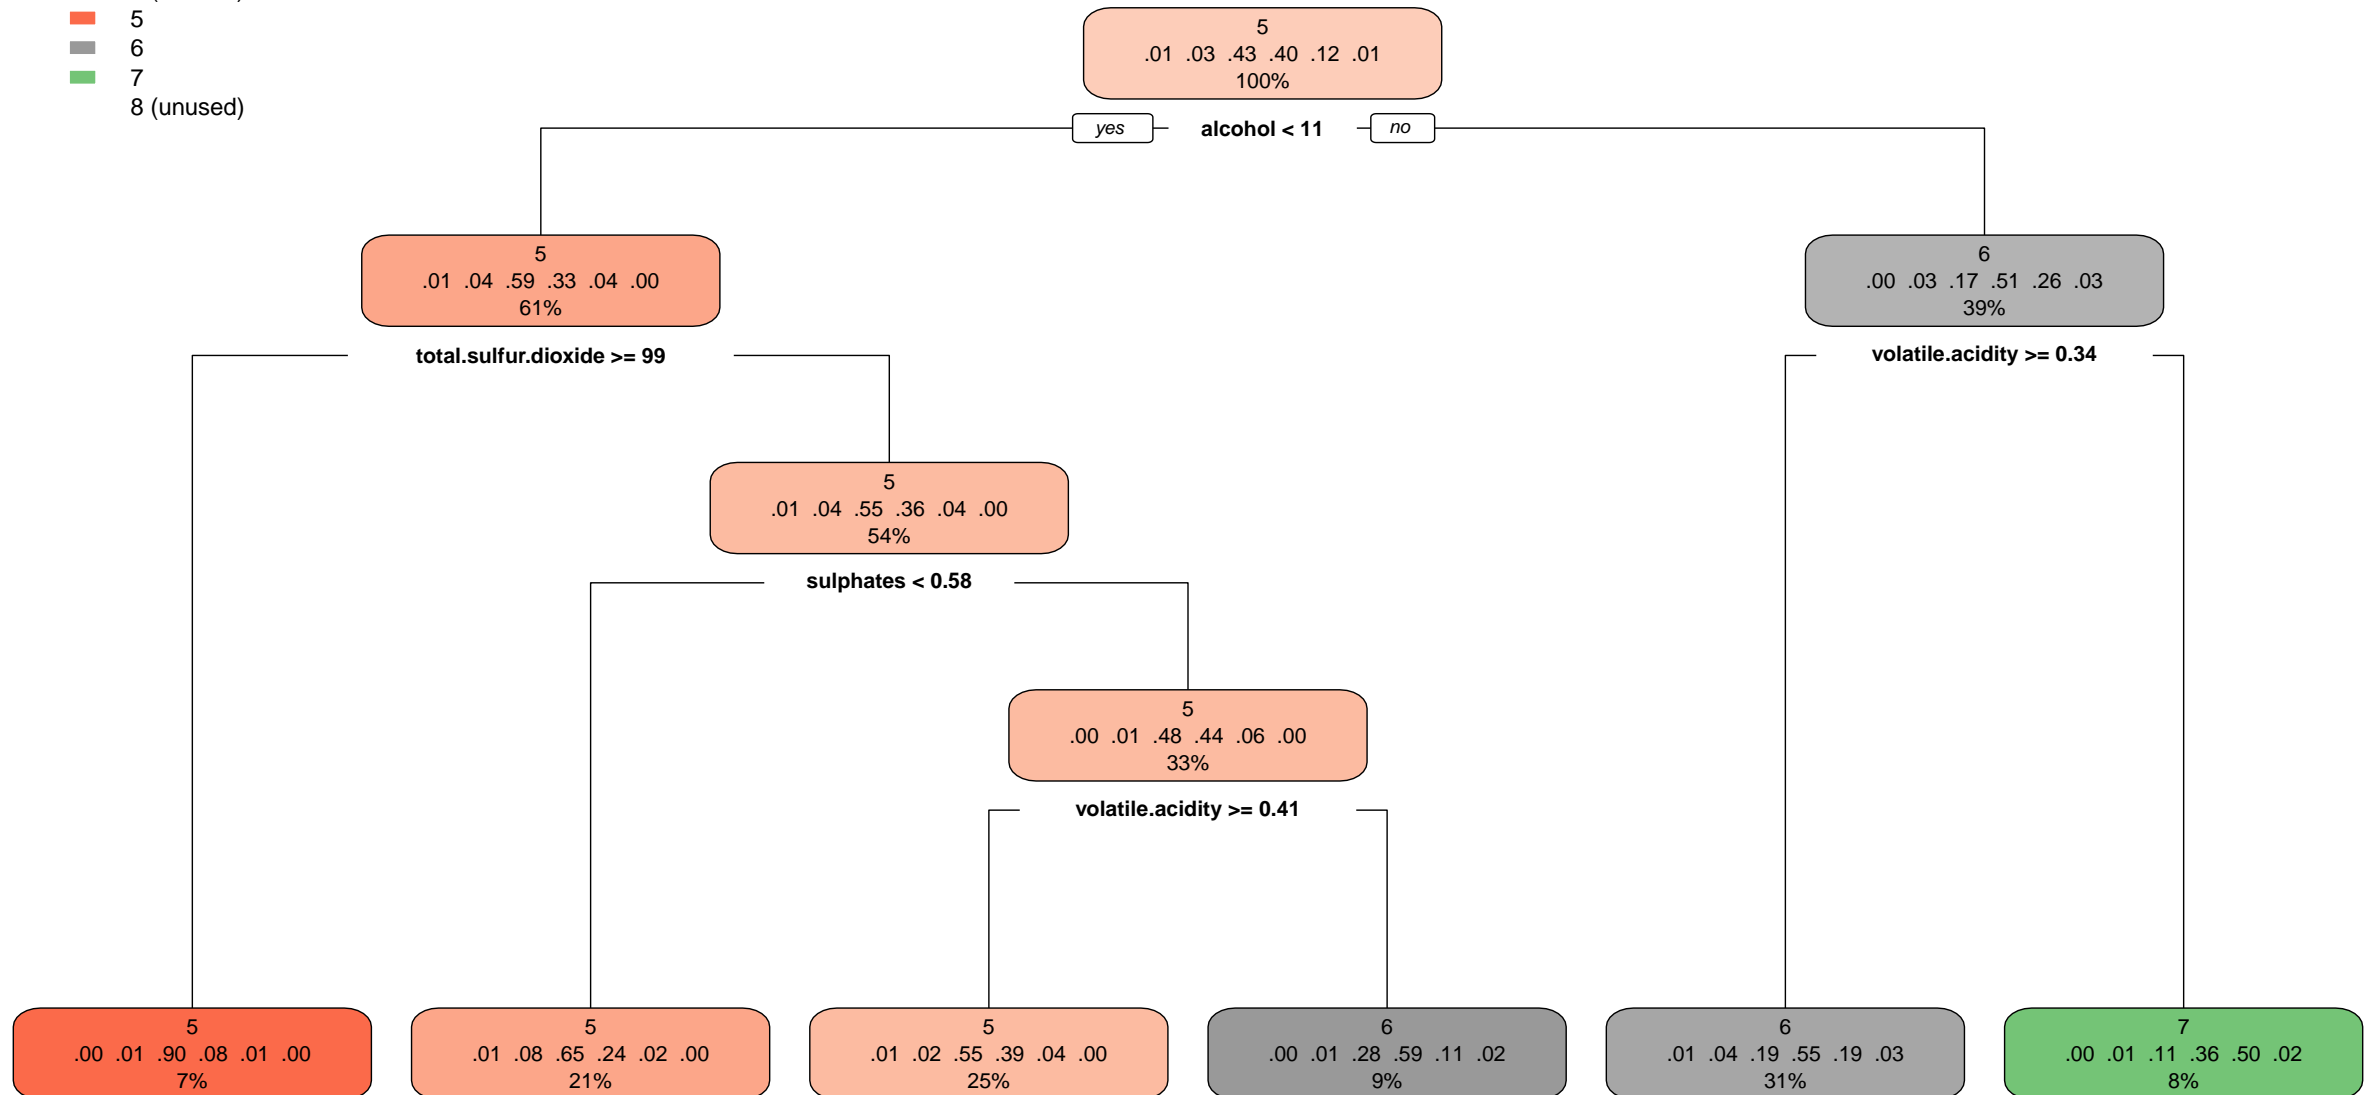 5
6
7
8 (unused)
5
.01 .03 .43 .40 .12 .01
100%
yes
alcohol < 11
no
5
.01 .04 .59 .33 .04 .00
61%
6
.00 .03 .17 .51 .26 .03
39%
total.sulfur.dioxide >= 99
volatile.acidity >= 0.34
5
.01 .04 .55 .36 .04 .00
54%
sulphates < 0.58
5
.00 .01 .48 .44 .06 .00
33%
volatile.acidity >= 0.41
5
.00 .01 .90 .08 .01 .00
7%
5
.01 .08 .65 .24 .02 .00
21%
5
.01 .02 .55 .39 .04 .00
25%
6
.00 .01 .28 .59 .11 .02
9%
6
.01 .04 .19 .55 .19 .03
31%
7
.00 .01 .11 .36 .50 .02
8%